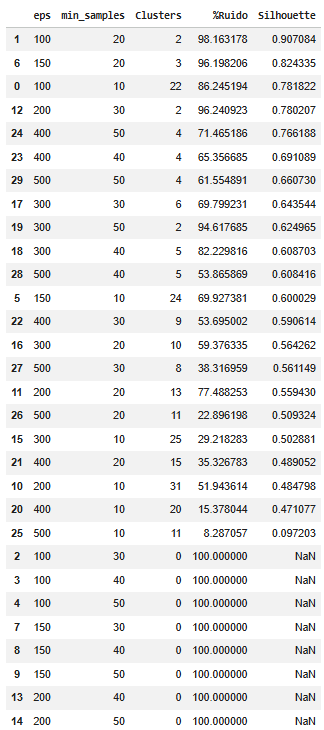 eps min_samples Clusters %Ruido Silhouette
1 100 20 2 98.163178 0.907084
6 150 20 3 96.198206 0.824335
0 100 10 22 86.245194 0.781822
12 200 30 2 96.240923 0.780207
24 400 50 4 71.465186 0.766188
23 400 40 4 65.356685 0.691089
29 500 50 4 61.554891 0.660730
17 300 30 6 69.799231 0.643544
19 300 50 2 94.617685 0.624965
18 300 40 5 82.229816 0.608703
28 500 40 5 53.865869 0.608416
5 150 10 24 69.927381 0.600029
22 400 30 9 53.695002 0.590614
16 300 20 10 59.376335 0.564262
27 500 30 8 38.316959 0.561149
11 200 20 13 77.488253 0.559430
26 500 20 11 22.896198 0.509324
15 300 10 25 29.218283 0.502881
21 400 20 15 35.326783 0.489052
10 200 10 31 51.943614 0.484798
20 400 10 20 15.378044 0.471077
25 500 10 11 8.287057 0.097203
2 100 30 0 100.000000 NaN
3 100 40 0 100.000000 NaN
4 100 50 0 100.000000 NaN
7 150 30 0 100.000000 NaN
8 150 40 0 100.000000 NaN
9 150 50 0 100.000000 NaN
13 200 40 0 100.000000 NaN
14 200 50 0 100.000000 NaN